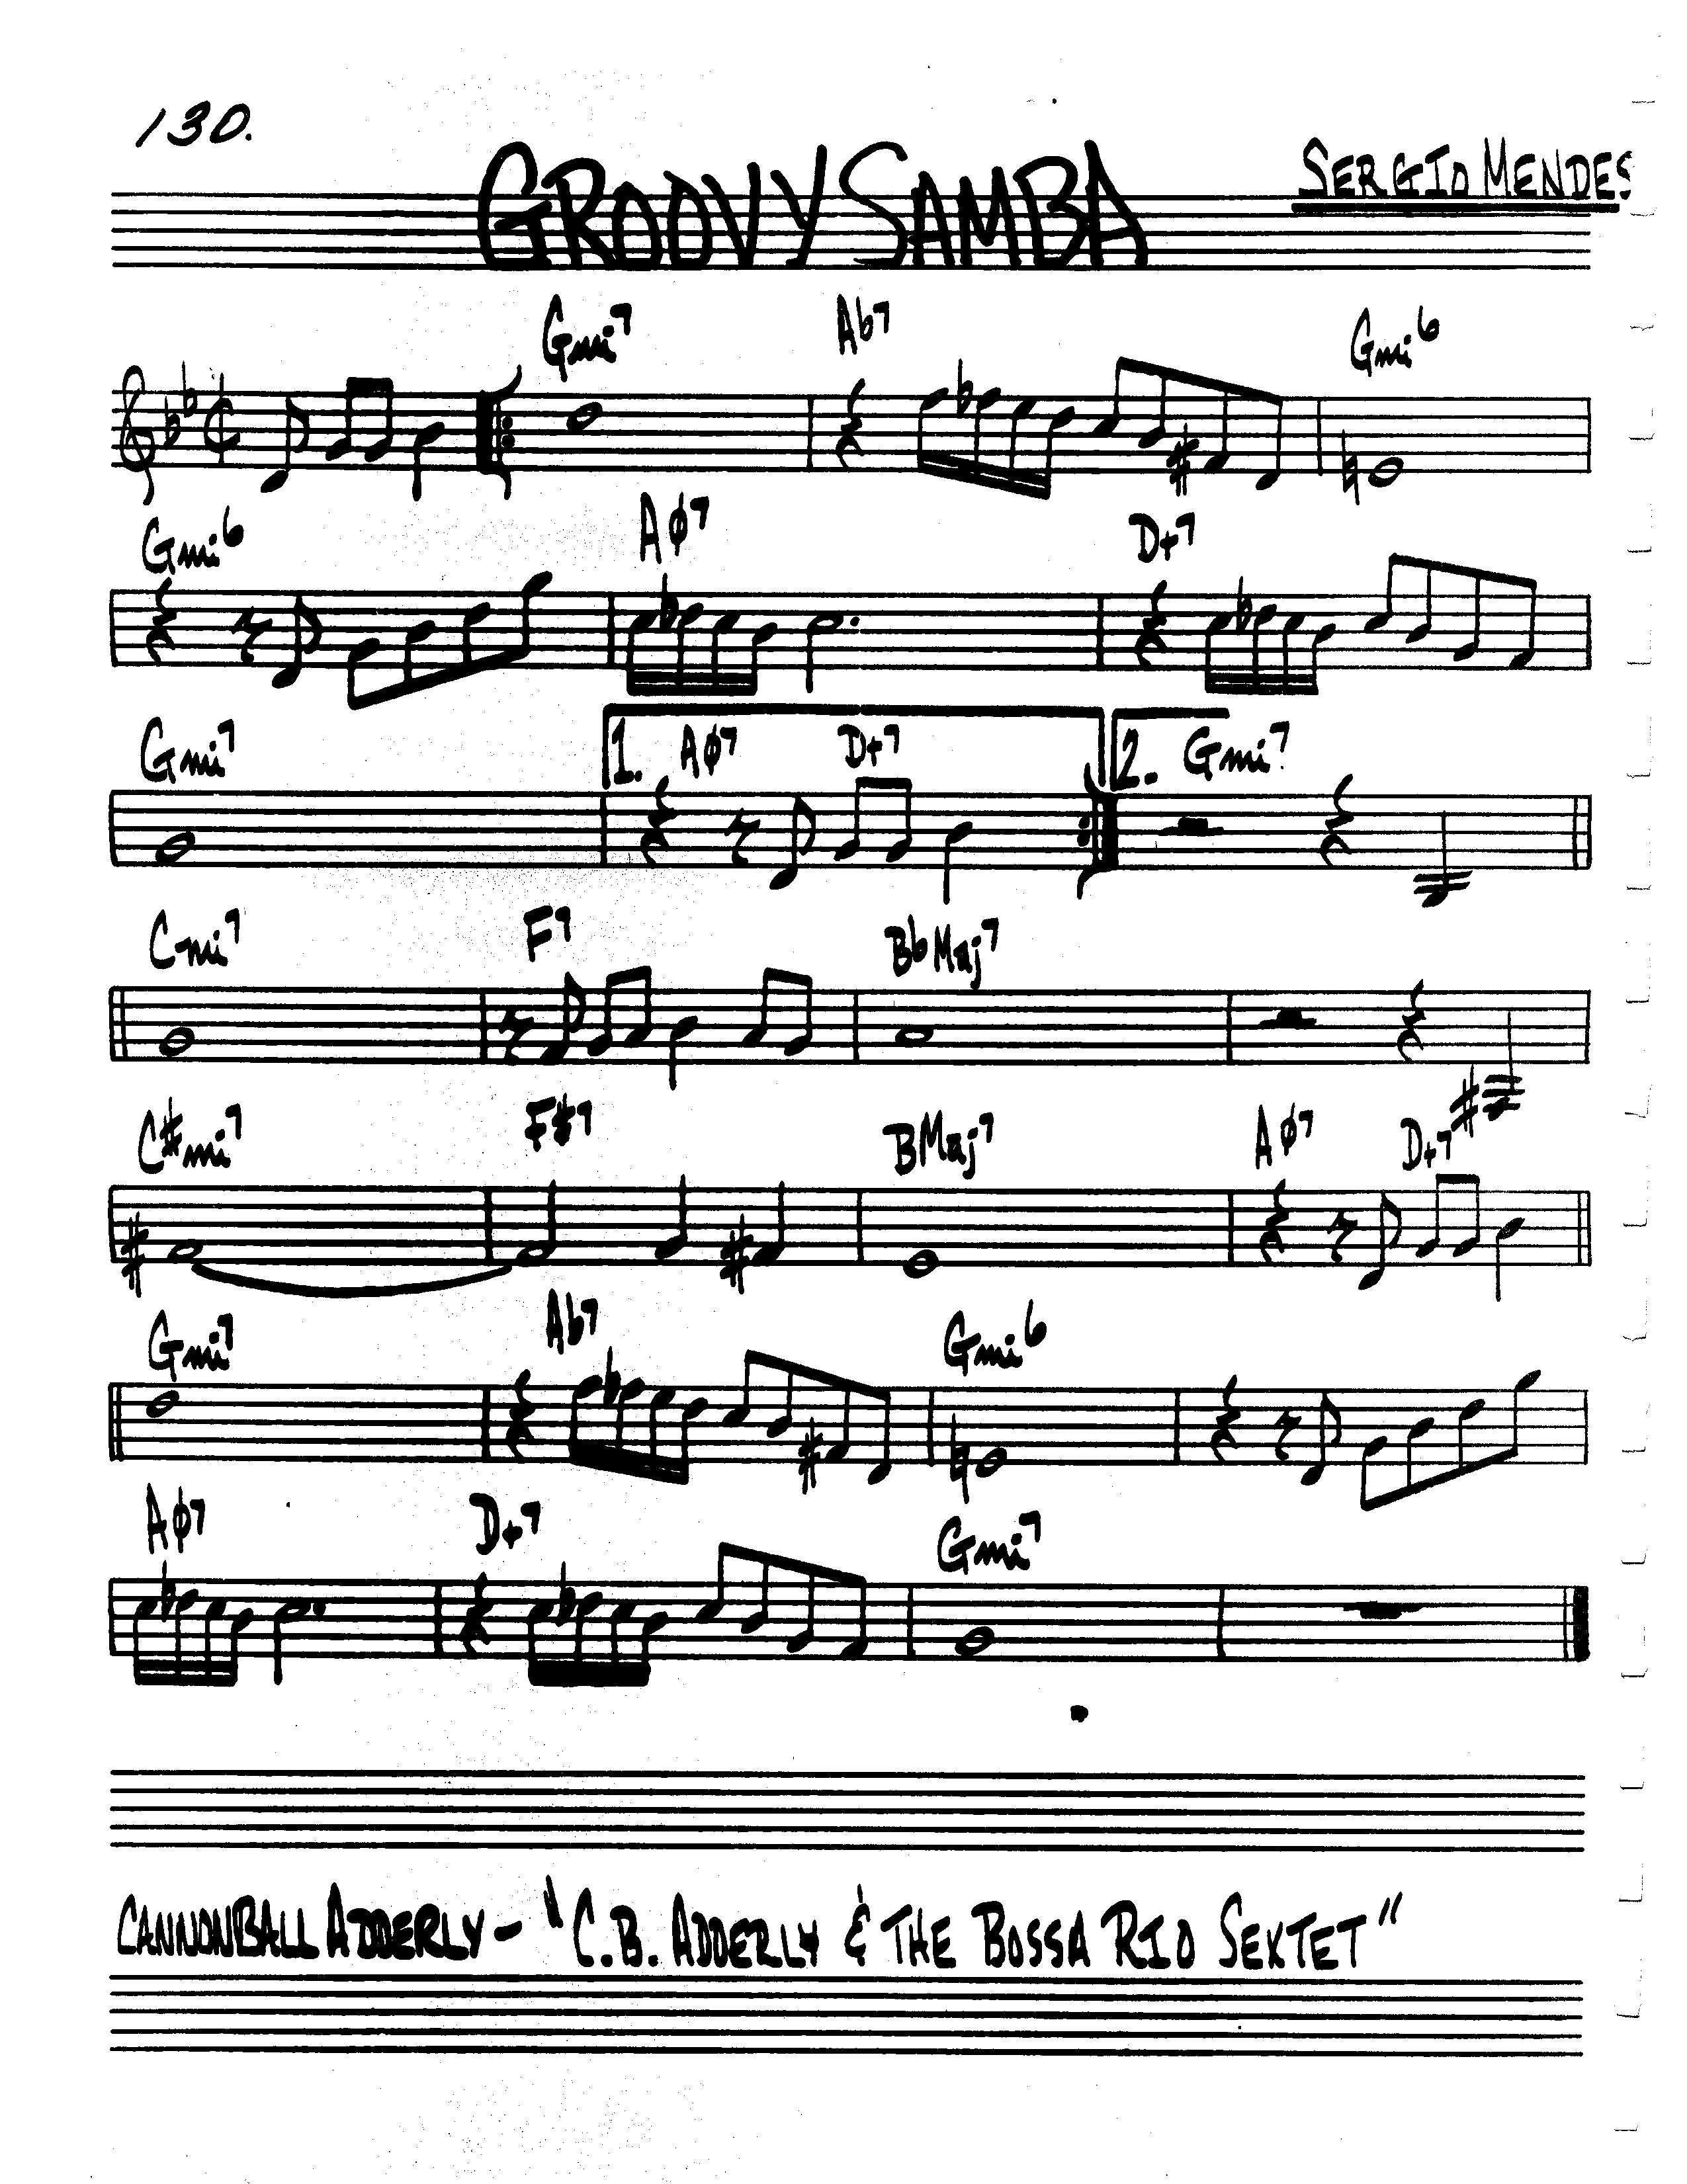 130.
GROOVY SAMBA
SERGIO MENDES
Gmi7 Ab7 Gmi6
Gmi6 AØ7 D+7
Gmi7 1. AØ7 D+7 2. Gmi7
Cmi7 F7 BbMaj7
C#mi7 F#7 BMaj7 AØ7 D+7
Gmi7 Ab7 Gmi6
AØ7 D+7 Gmi7
CANNONBALL ADDERLY - "C.B. ADDERLY & THE BOSSA RIO SEXTET"